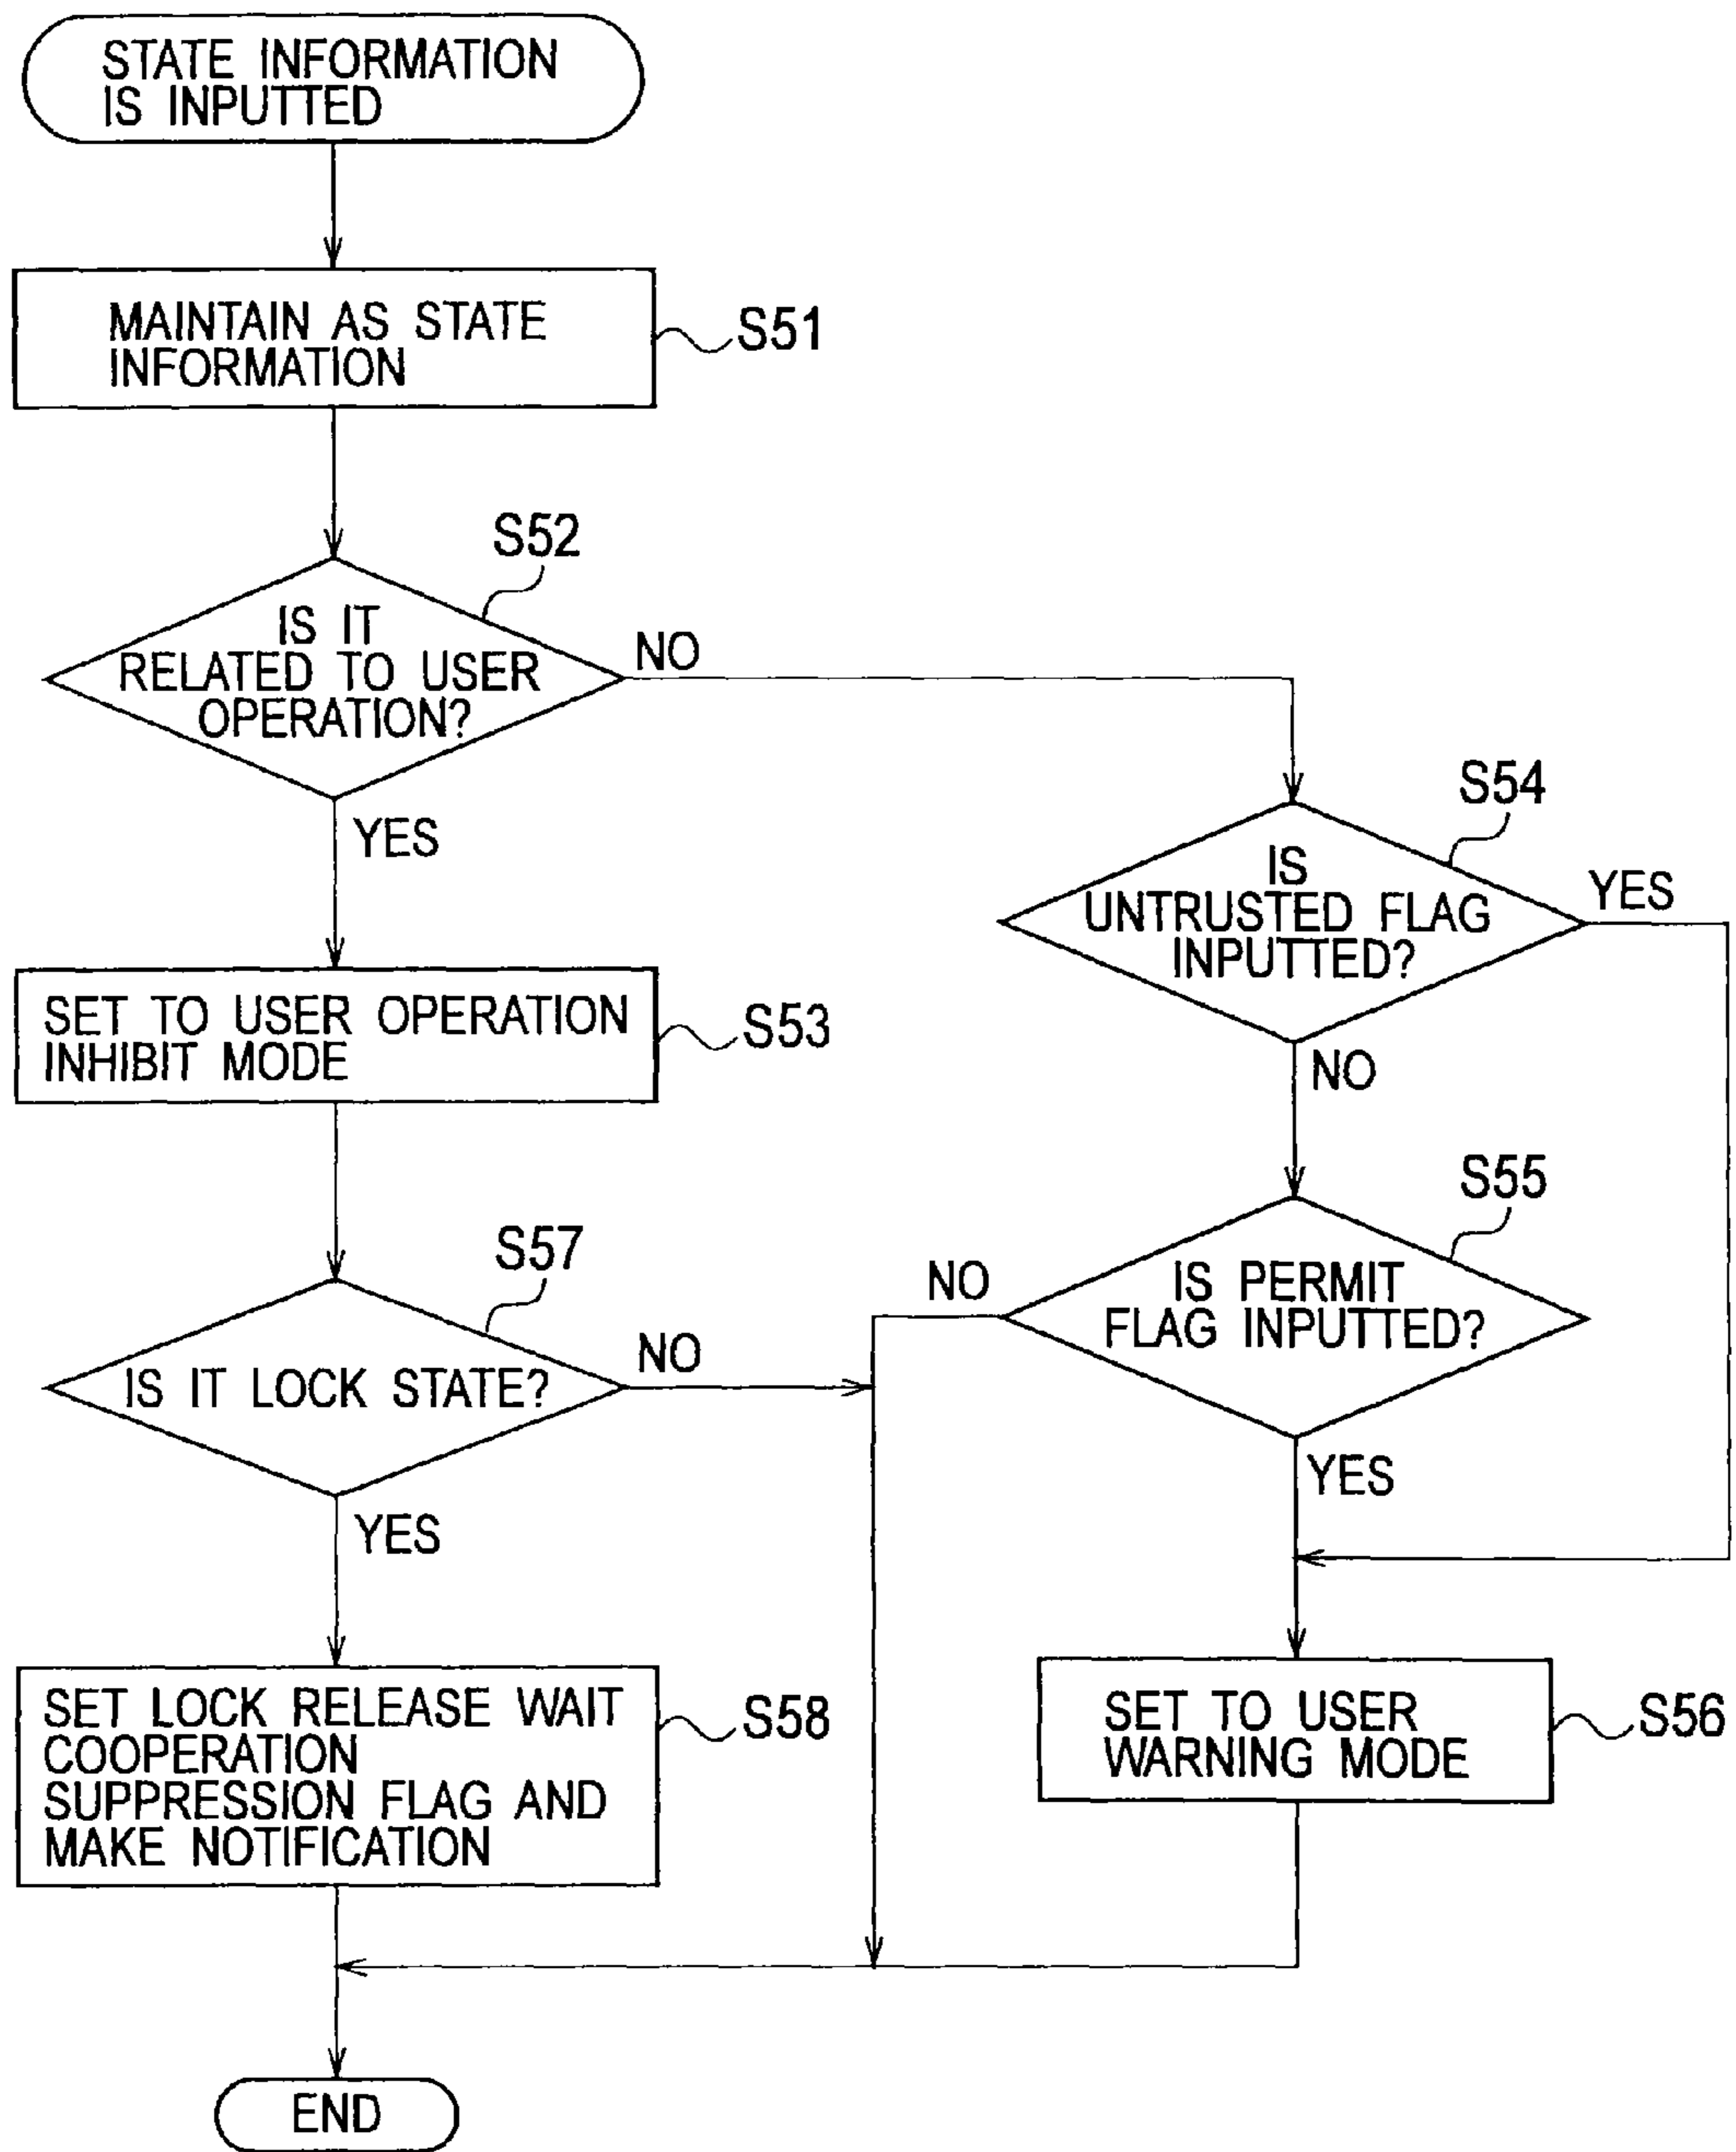 STATE INFORMATION
IS INPUTTED
MAINTAIN AS STATE
INFORMATION
S51
S52
IS IT
RELATED TO USER
OPERATION?
NO
YES
S54
IS
UNTRUSTED FLAG
INPUTTED?
YES
NO
SET TO USER OPERATION
INHIBIT MODE
S53
S55
IS PERMIT
FLAG INPUTTED?
NO
YES
S57
IS IT LOCK STATE?
NO
YES
SET LOCK RELEASE WAIT
COOPERATION
SUPPRESSION FLAG AND
MAKE NOTIFICATION
S58
SET TO USER
WARNING MODE
S56
END